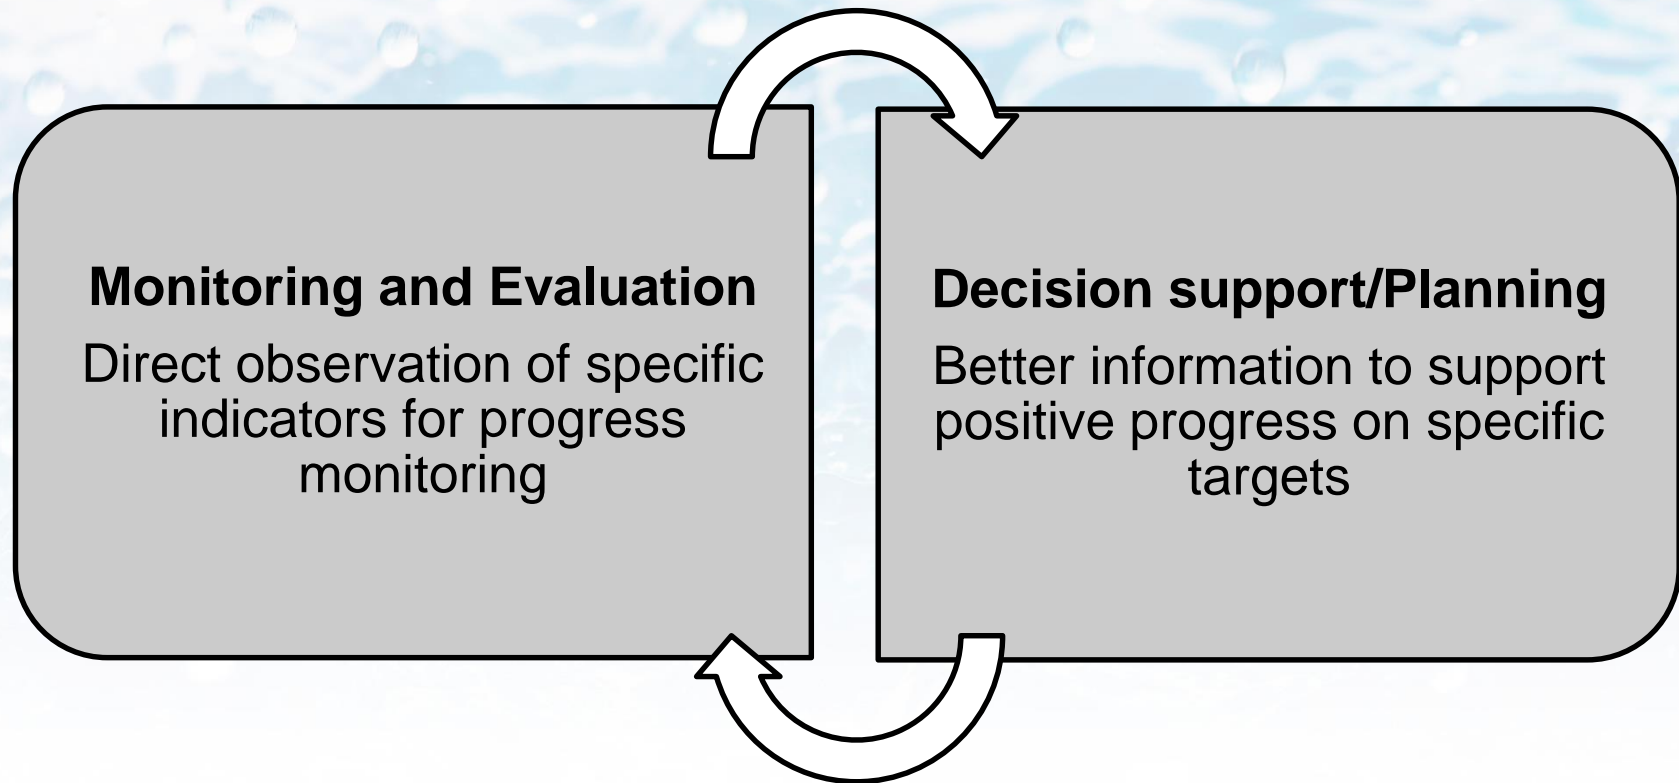 Monitoring and Evaluation
Direct observation of specific
indicators for progress
monitoring
Decision support/Planning
Better information to support
positive progress on specific
targets